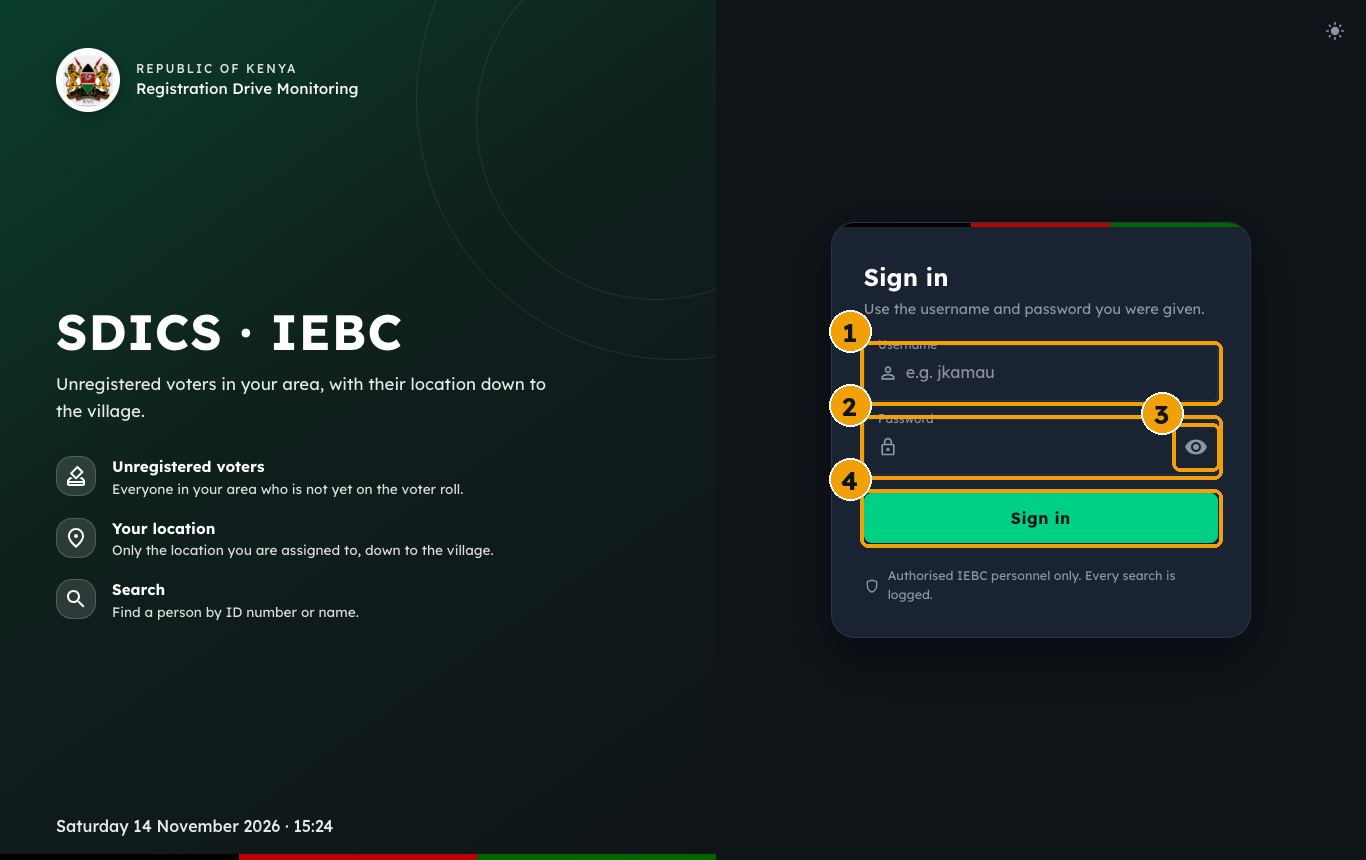 REPUBLIC OF KENYA
Registration Drive Monitoring
SDICS · IEBC
Unregistered voters in your area, with their location down to
the village.
Unregistered voters
Everyone in your area who is not yet on the voter roll.
Your location
Only the location you are assigned to, down to the village.
Search
Find a person by ID number or name.
Saturday 14 November 2026 · 15:24
Sign in
Use the username and password you were given.
1
Username
e.g. jkamau
2
Password
3
4
Sign in
Authorised IEBC personnel only. Every search is
logged.